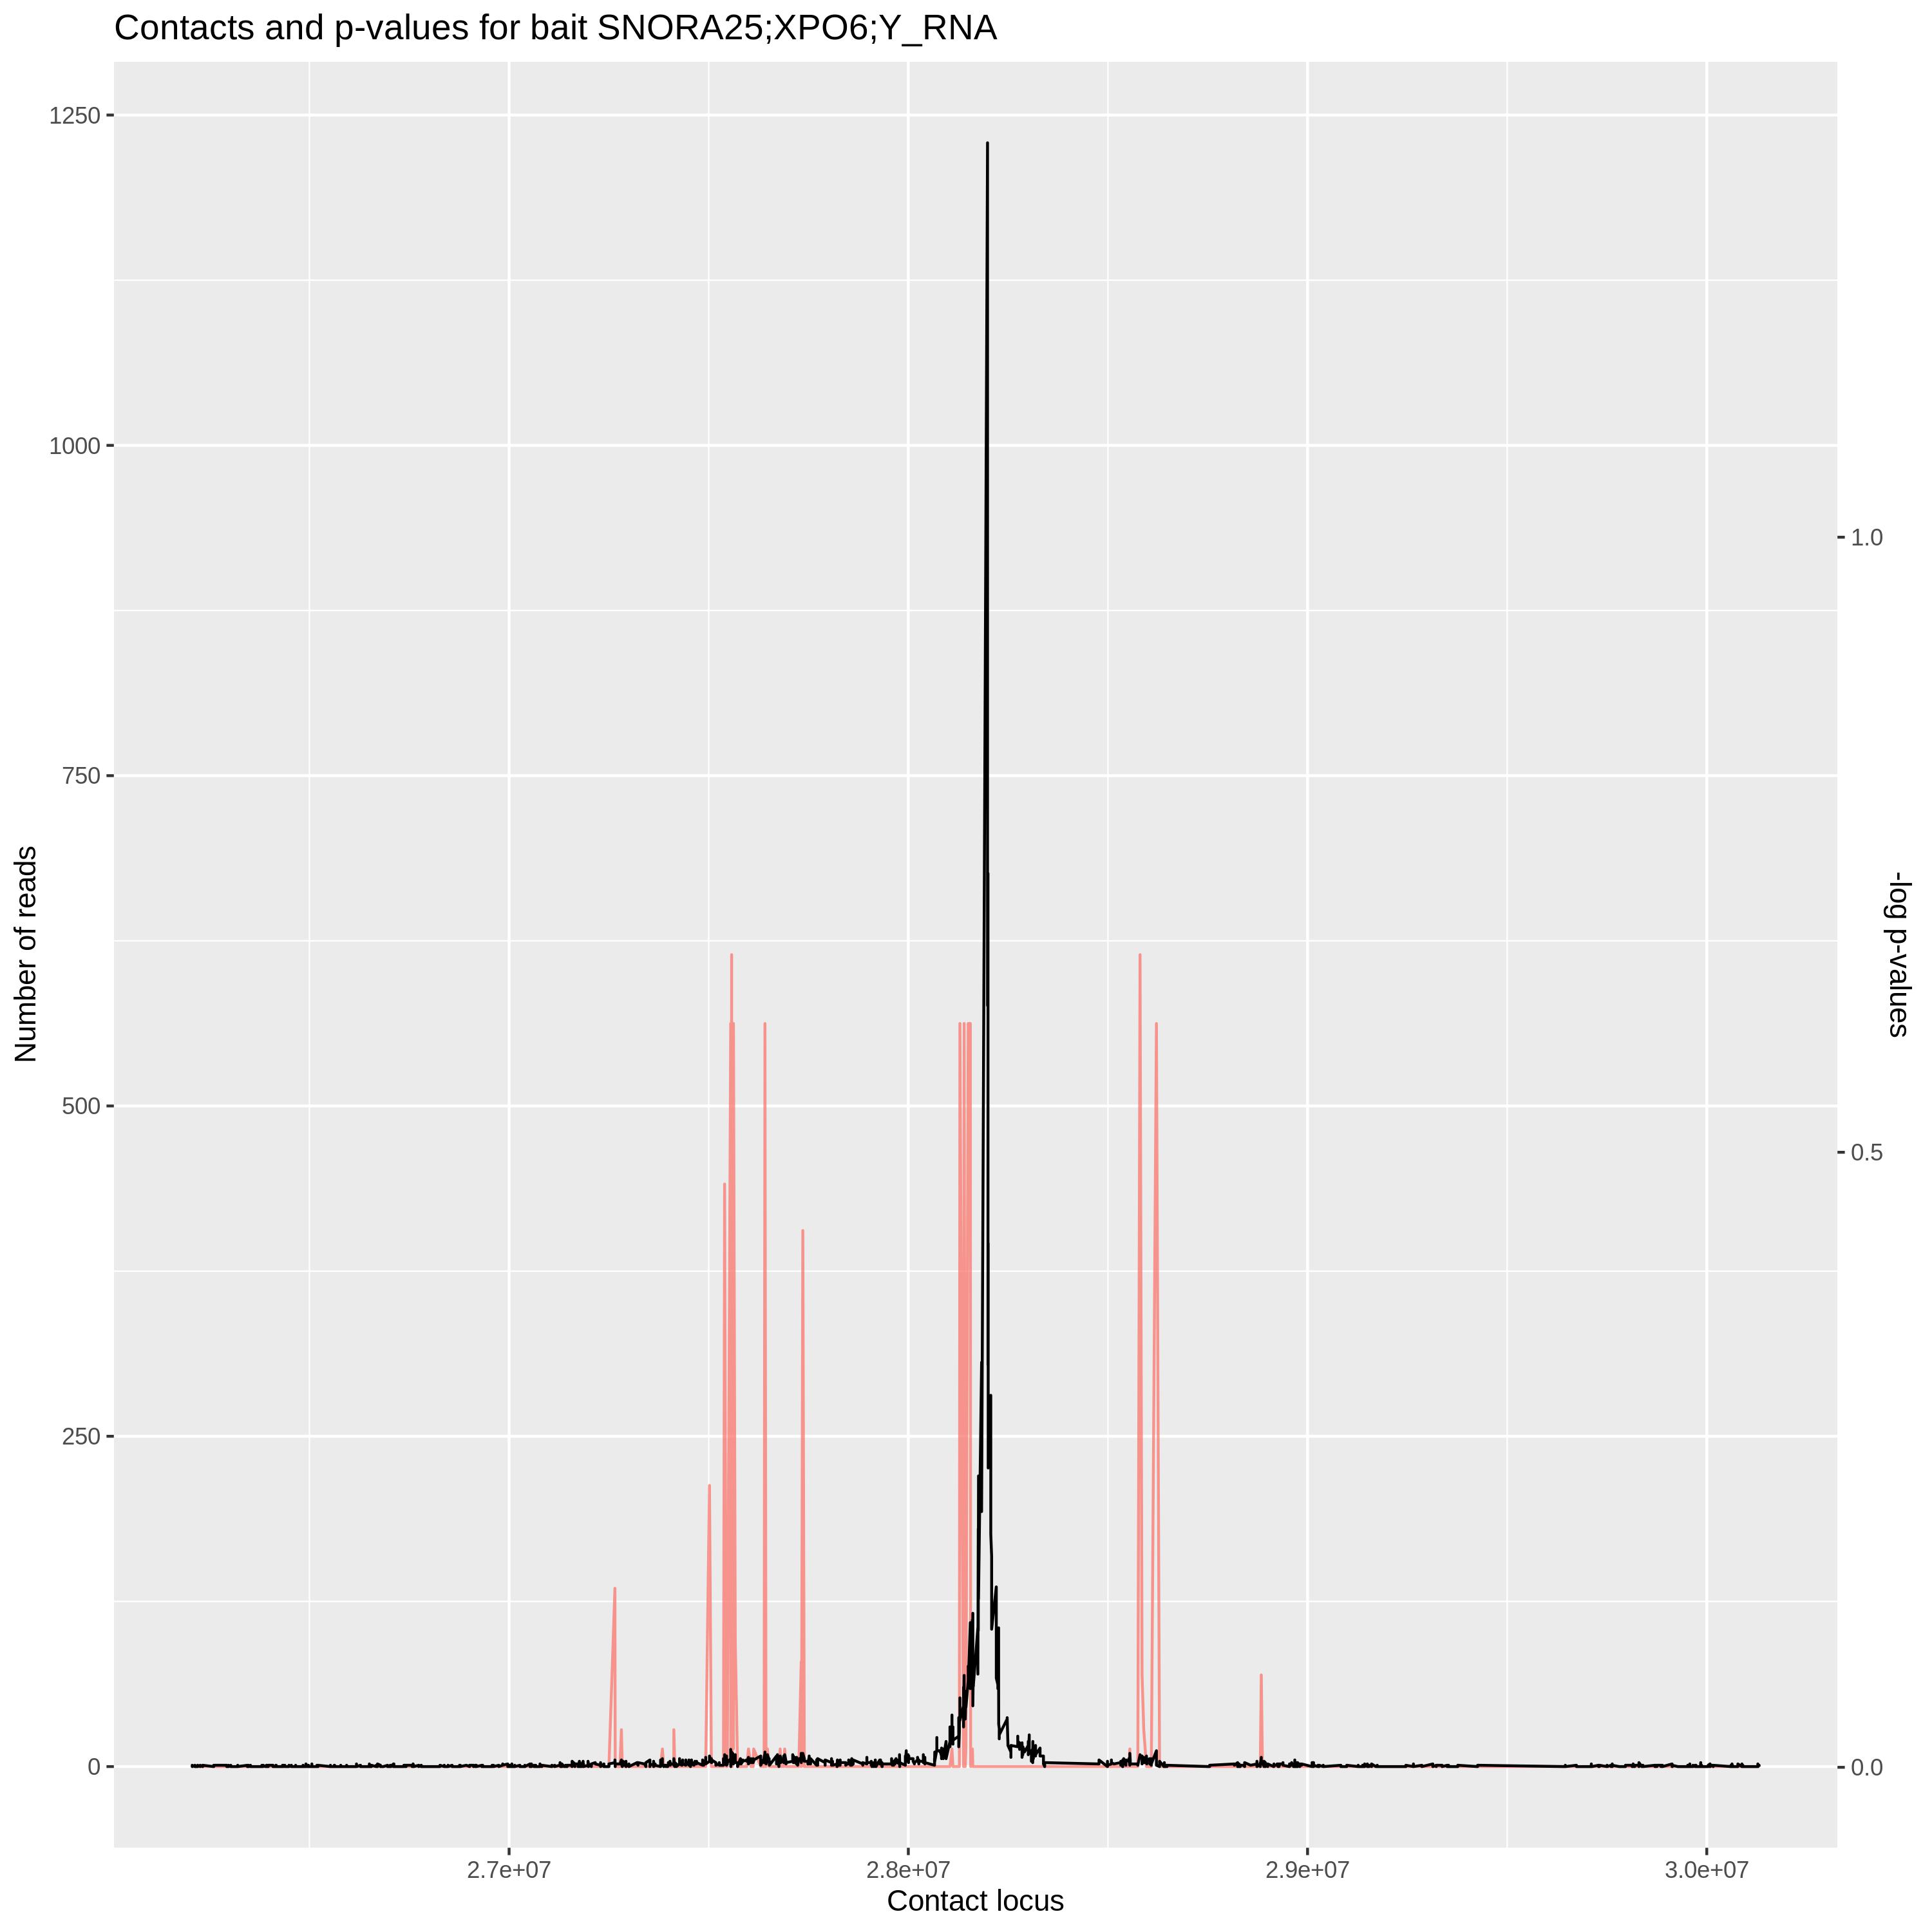 Contacts and p-values for bait SNORA25;XPO6;Y_RNA
1250
1000
750
500
250
0
Number of reads
1.0
0.5
0.0
-log p-values
2.7e+07
2.8e+07
2.9e+07
3.0e+07
Contact locus